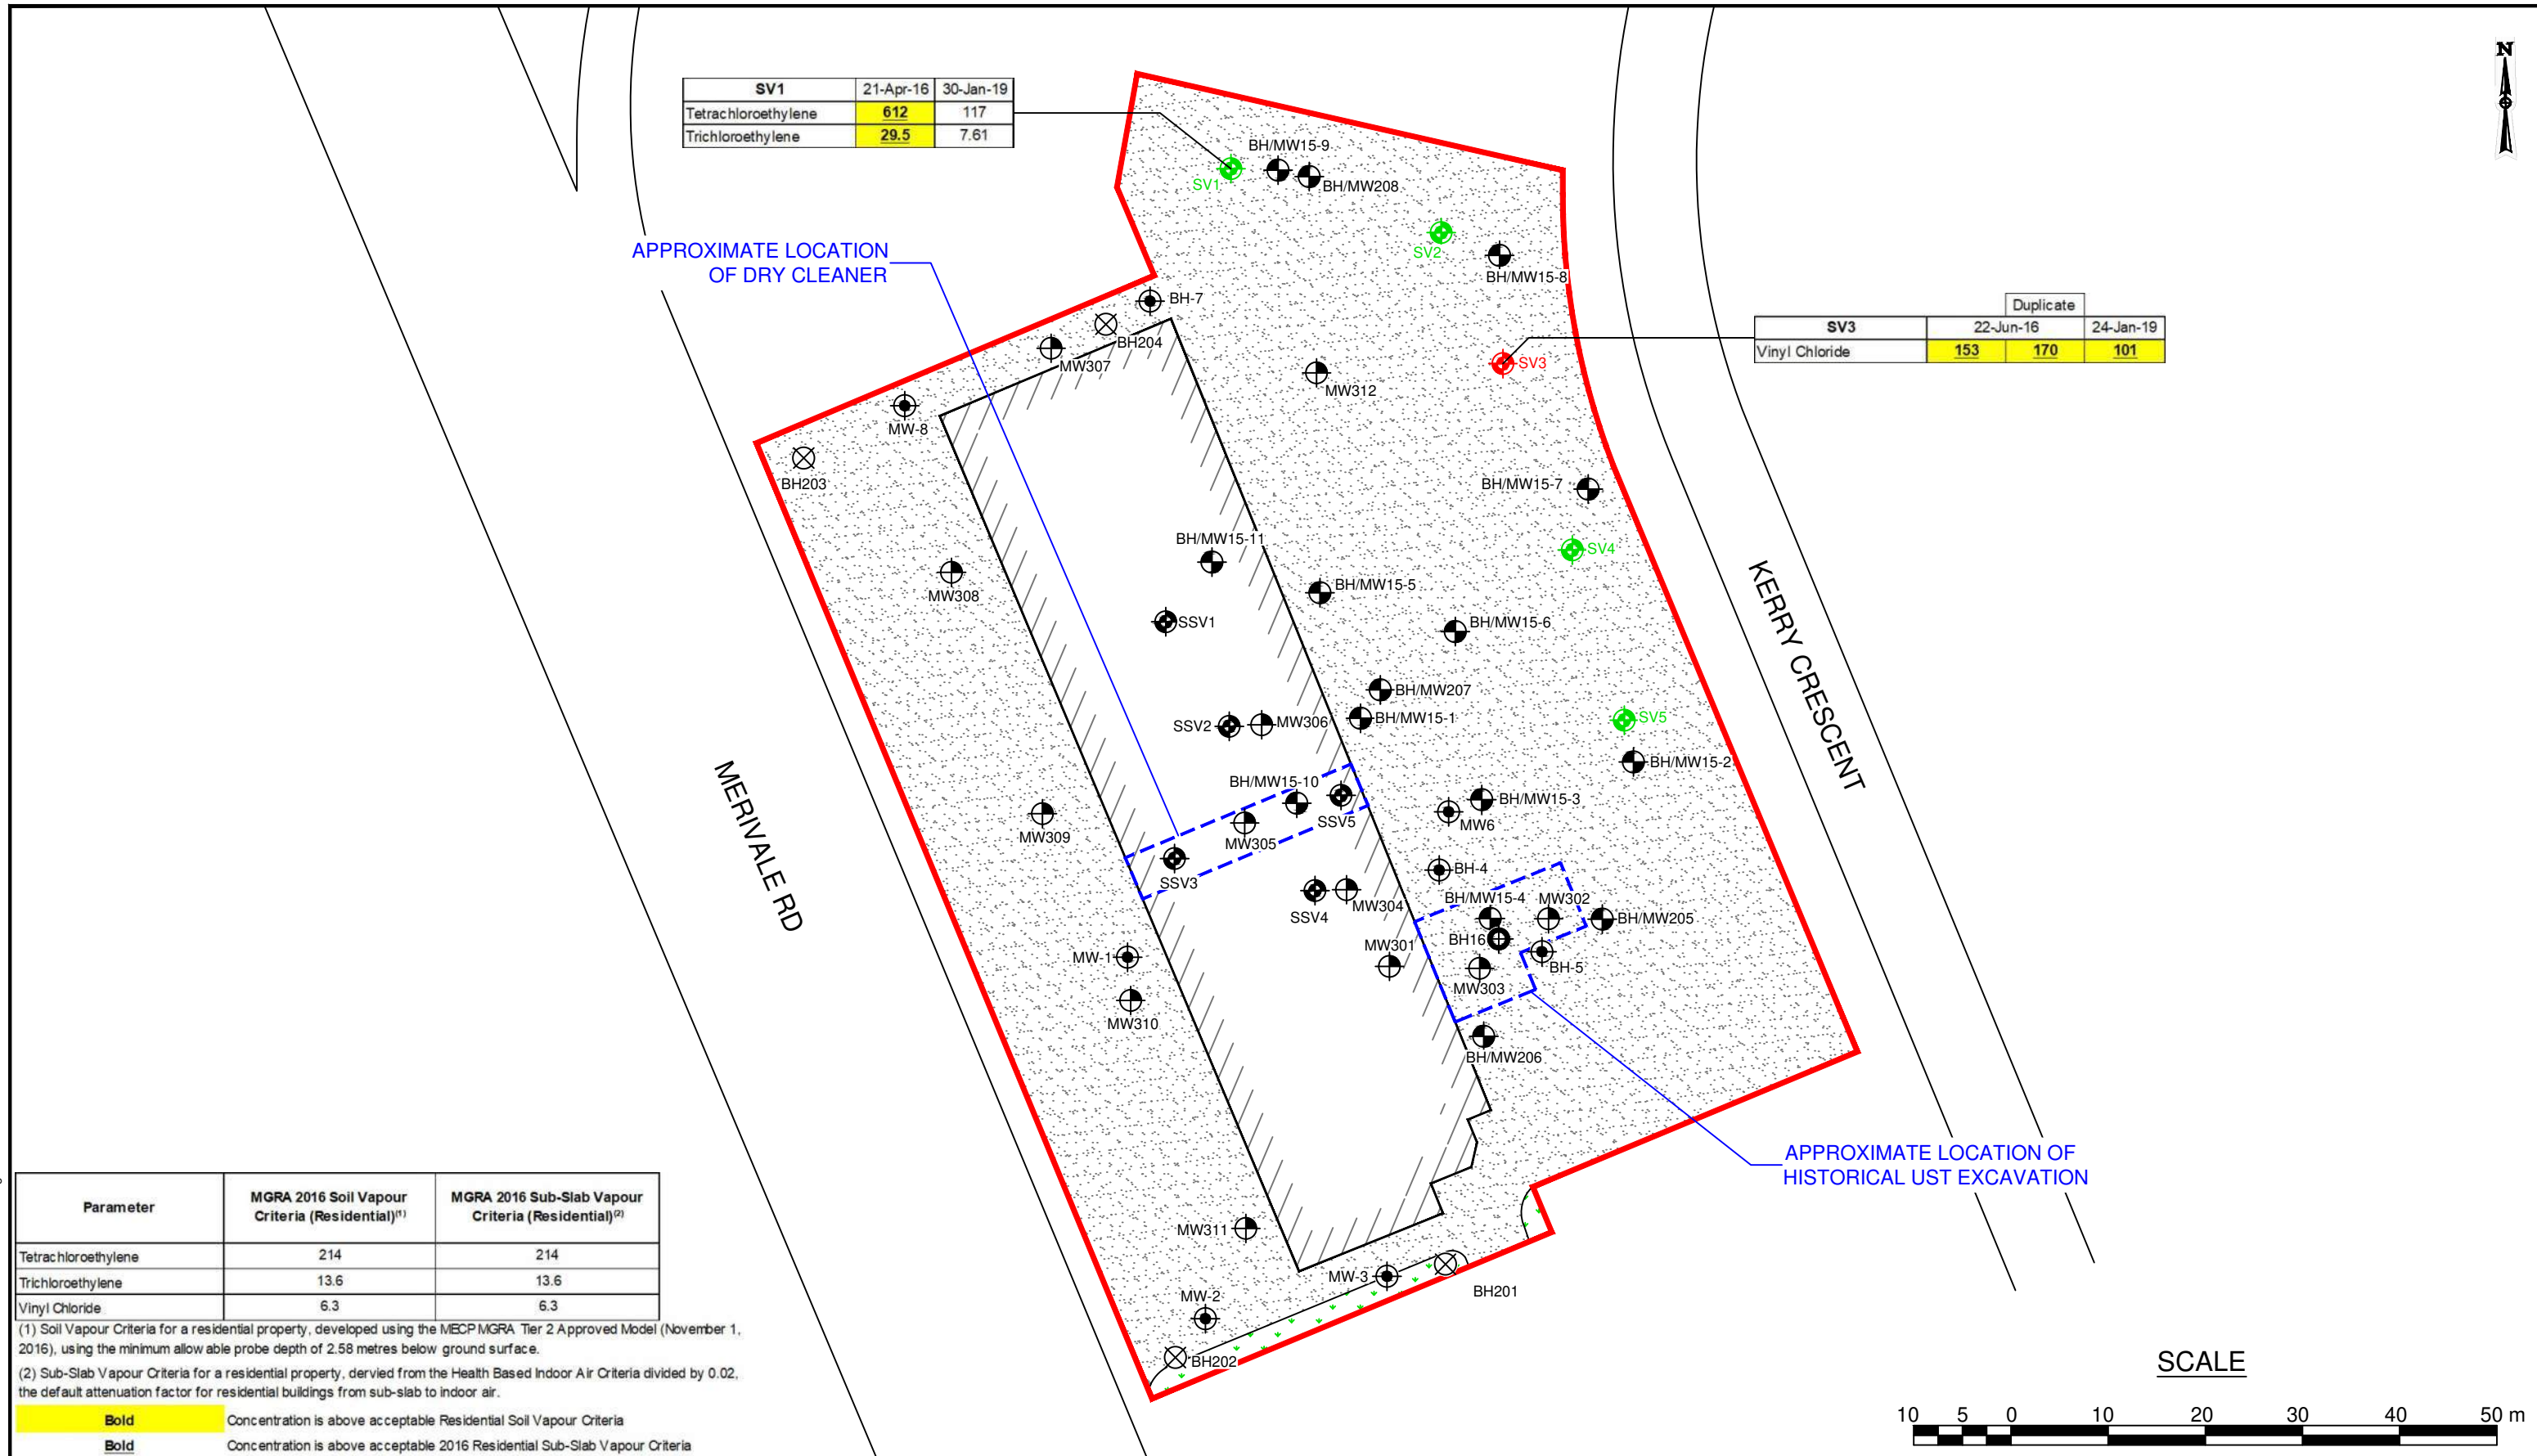 N
SV1 21-Apr-16 30-Jan-19
Tetrachloroethylene 612 117
Trichloroethylene 29.5 7.61
BH/MW15-9
SV1
BH/MW208
SV2
BH/MW15-8
APPROXIMATE LOCATION
OF DRY CLEANER
BH-7
BH204
MW307
Duplicate
SV3 22-Jun-16 24-Jan-19
Vinyl Chloride 153 170 101
SV3
MW312
MW-8
BH203
BH/MW15-7
BH/MW15-11
SV4
BH/MW15-5
MW308
SSV1
BH/MW15-6
KERRY CRESCENT
BH/MW207
BH/MW15-1
SSV2
MW306
SV5
BH/MW15-2
MERIVALE RD
BH/MW15-10
SSV5
BH/MW15-3
MW6
MW309
MW305
SSV3
BH-4
SSV4
MW304
BH/MW15-4
MW302
BH/MW205
BH16
MW301
MW-1
BH-5
MW303
MW310
BH/MW206
APPROXIMATE LOCATION OF
HISTORICAL UST EXCAVATION
MW311
MW-3
BH201
MW-2
BH202
Parameter MGRA 2016 Soil Vapour Criteria (Residential)(1) MGRA 2016 Sub-Slab Vapour Criteria (Residential)(2)
Tetrachloroethylene 214 214
Trichloroethylene 13.6 13.6
Vinyl Chloride 6.3 6.3
(1) Soil Vapour Criteria for a residential property, developed using the MECP MGRA Tier 2 Approved Model (November 1,
2016), using the minimum allowable probe depth of 2.58 metres below ground surface.
(2) Sub-Slab Vapour Criteria for a residential property, dervied from the Health Based Indoor Air Criteria divided by 0.02,
the default attenuation factor for residential buildings from sub-slab to indoor air.
Bold Concentration is above acceptable Residential Soil Vapour Criteria
Bold Concentration is above acceptable 2016 Residential Sub-Slab Vapour Criteria
SCALE
10 5 0 10 20 30 40 50 m